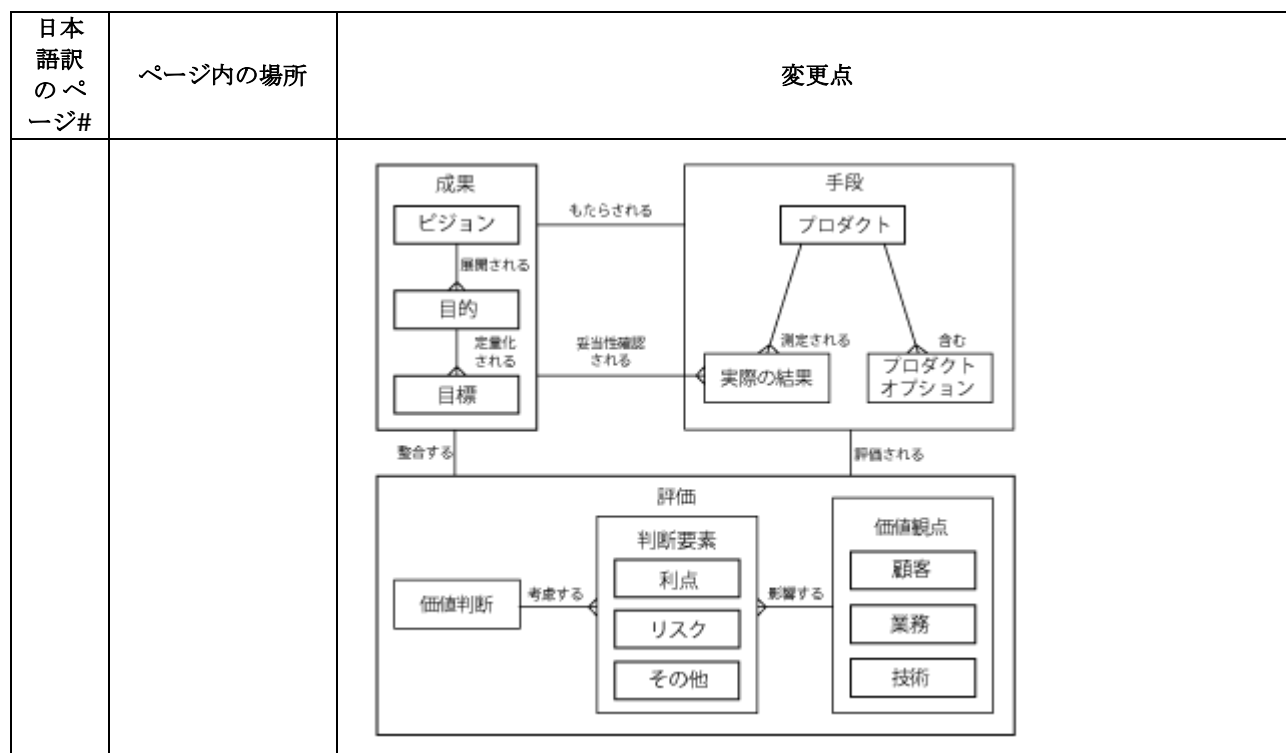 日本
語訳
のペ
ージ#
ページ内の場所
変更点
成果
ビジョン
展開される
目的
定量化
される
目標
もたらされる
妥当性確認
される
手段
プロダクト
測定される
含む
実際の結果
プロダクト
オプション
整合する
評価される
評価
価値判断
考慮する
判断要素
利点
リスク
その他
影響する
価値観点
顧客
業務
技術